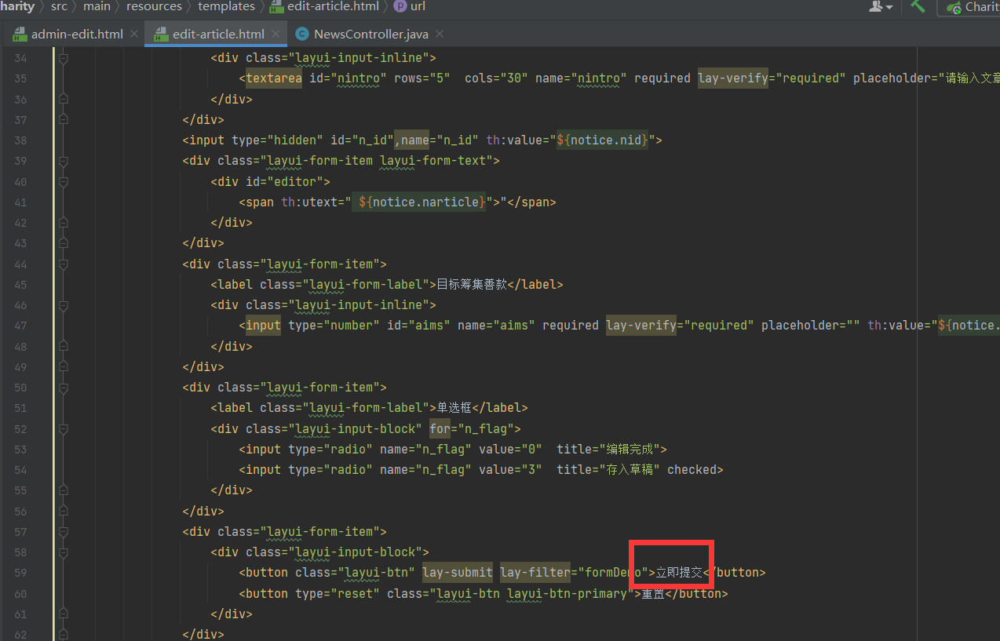 harity › src › main › resources › templates › edit-article.html › url Charit
admin-edit.html × edit-article.html × NewsController.java ×
34 <div class="layui-input-inline">
35 <textarea id="nintro" rows="5"  cols="30" name="nintro" required lay-verify="required" placeholder="请输入文章
36 </div>
37 </div>
38 <input type="hidden" id="n_id",name="n_id" th:value="${notice.nid}">
39 <div class="layui-form-item layui-form-text">
40 <div id="editor">
41 <span th:utext=" ${notice.narticle}">"</span>
42 </div>
43 </div>
44 <div class="layui-form-item">
45 <label class="layui-form-label">目标筹集善款</label>
46 <div class="layui-input-inline">
47 <input type="number" id="aims" name="aims" required lay-verify="required" placeholder="" th:value="${notice.
48 </div>
49 </div>
50 <div class="layui-form-item">
51 <label class="layui-form-label">单选框</label>
52 <div class="layui-input-block" for="n_flag">
53 <input type="radio" name="n_flag" value="0"  title="编辑完成">
54 <input type="radio" name="n_flag" value="3"  title="存入草稿" checked>
55 </div>
56 </div>
57 <div class="layui-form-item">
58 <div class="layui-input-block">
59 <button class="layui-btn" lay-submit lay-filter="formDemo">立即提交</button>
60 <button type="reset" class="layui-btn layui-btn-primary">重置</button>
61 </div>
62 </div>